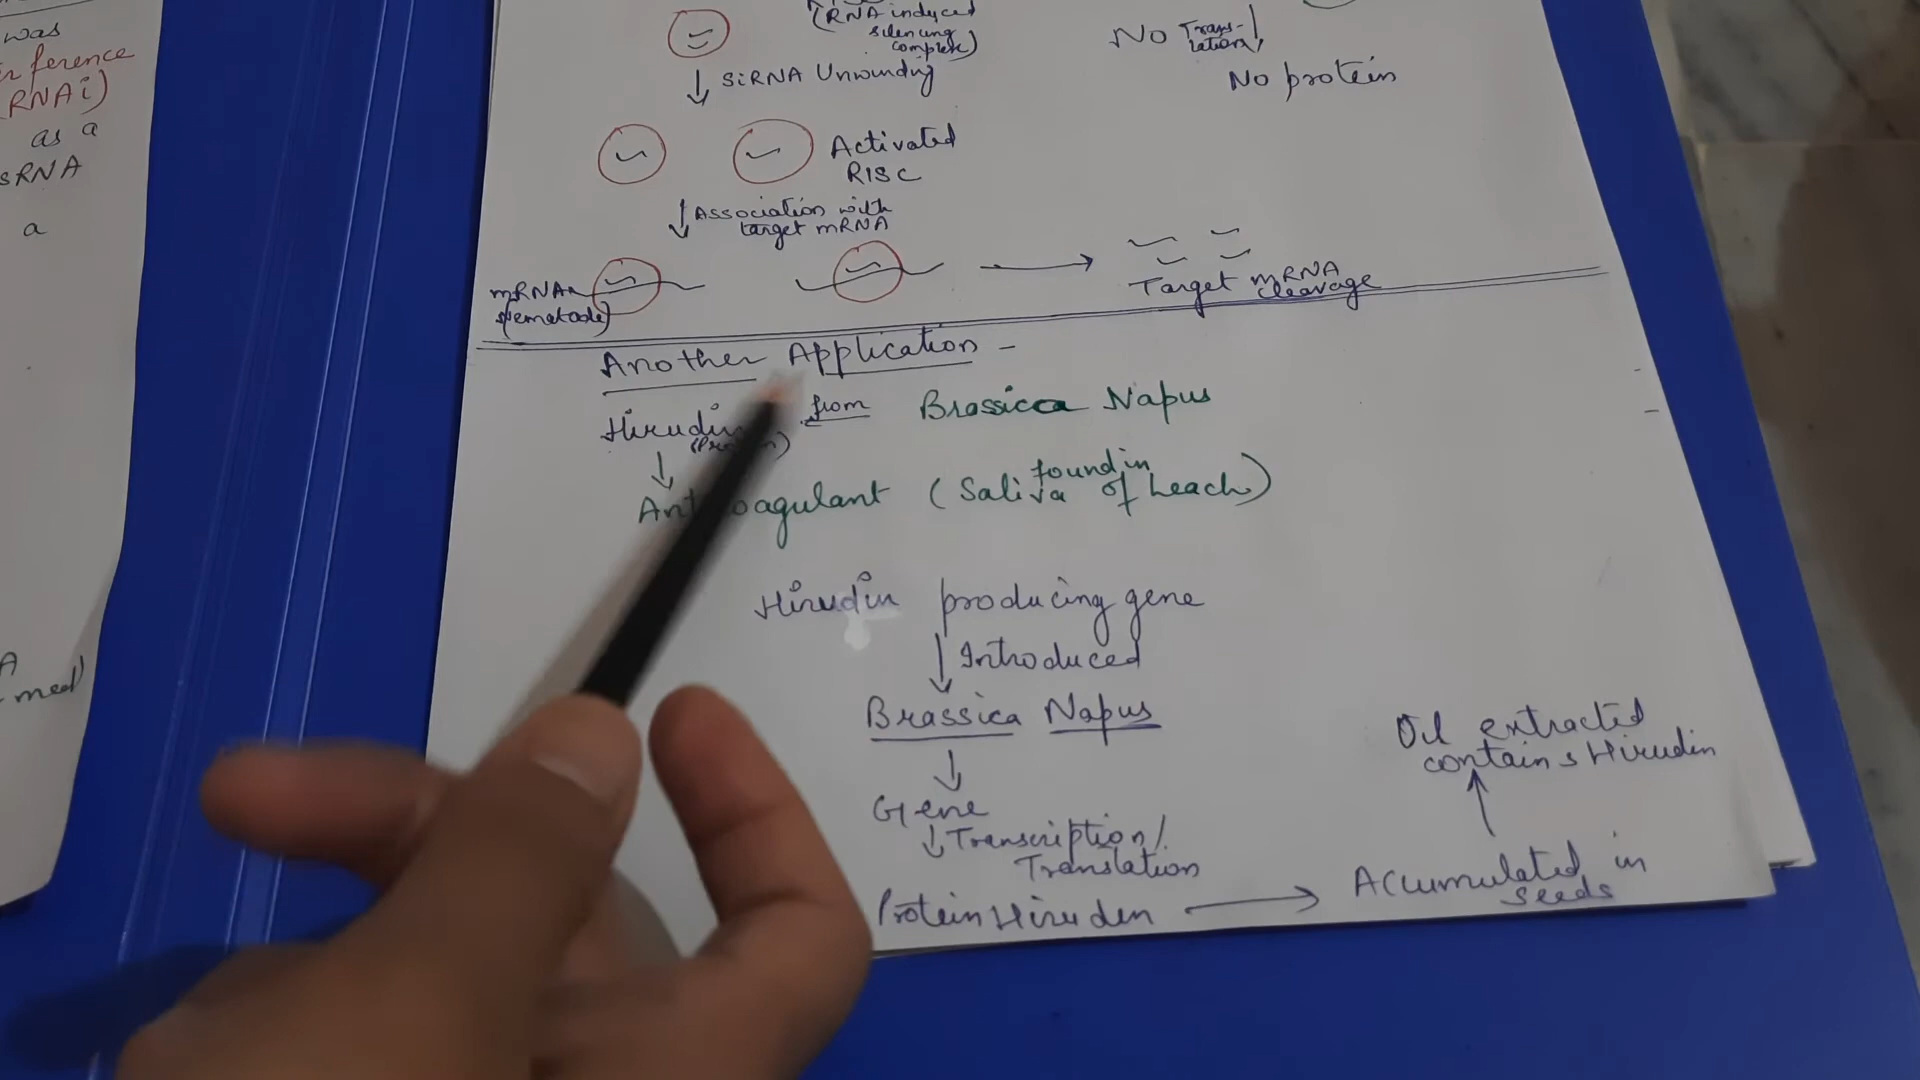 was
ference
RNAi)
as a
sRNA
a
A
med)
(RNA induced
silencing
complex)
↓ SiRNA Unwinding
No Trans-
lation,
No protein
Activated
RISC
↓ Association with
target mRNA
mRNA
Target mRNA
cleavage
Another Application -
Hirudin from Brassica Napus
↓
Anticoagulant (Saliva found in of Leach)
Hirudin producing gene
↓ Introduced
Brassica Napus
↓
Gene
↓ Transcription/
Translation
Protein Hiruden → Accumulated in
seeds
↑
Oil extracted
contains Hirudin